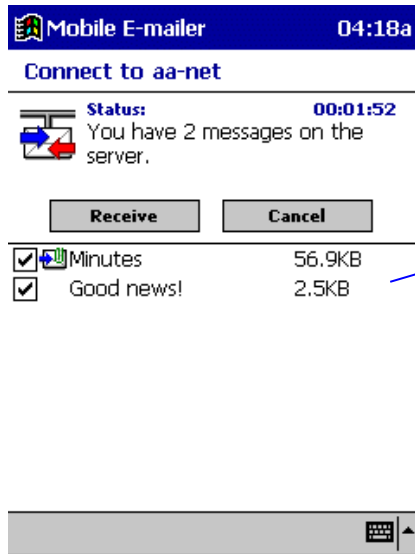 Mobile E-mailer 04:18a
Connect to aa-net
Status: 00:01:52
You have 2 messages on the
server.
Receive Cancel
Minutes 56.9KB
Good news! 2.5KB